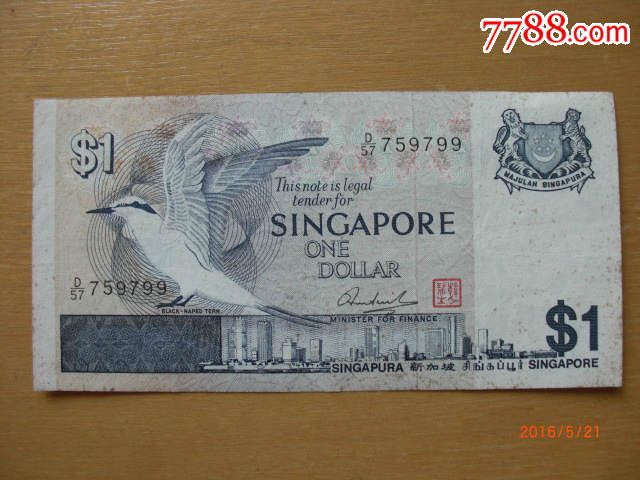 7788.com
$1
D/57 759799
MAJULAH SINGAPURA
This note is legal
tender for
SINGAPORE
ONE
DOLLAR
D/57 759799
BLACK-NAPED TERN
MINISTER FOR FINANCE
$1
SINGAPURA 新加坡 சிங்கப்பூர் SINGAPORE
2016/5/21